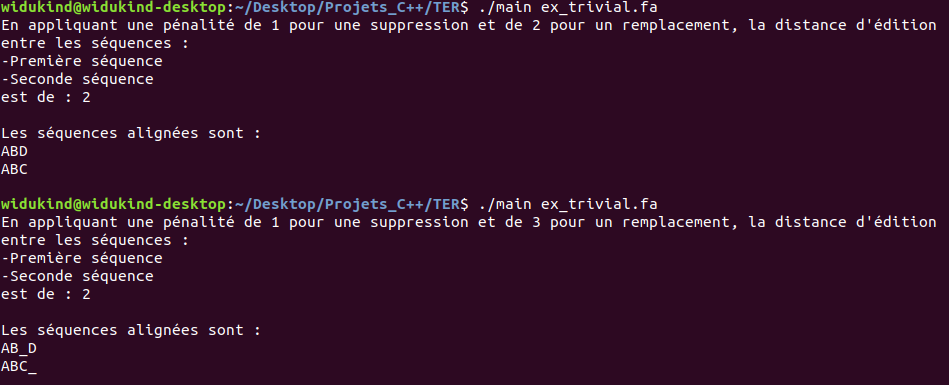 widukind@widukind-desktop:~/Desktop/Projets_C++/TER$ ./main ex_trivial.fa
En appliquant une pénalité de 1 pour une suppression et de 2 pour un remplacement, la distance d'édition
entre les séquences :
-Première séquence
-Seconde séquence
est de : 2
Les séquences alignées sont :
ABD
ABC
widukind@widukind-desktop:~/Desktop/Projets_C++/TER$ ./main ex_trivial.fa
En appliquant une pénalité de 1 pour une suppression et de 3 pour un remplacement, la distance d'édition
entre les séquences :
-Première séquence
-Seconde séquence
est de : 2
Les séquences alignées sont :
AB_D
ABC_